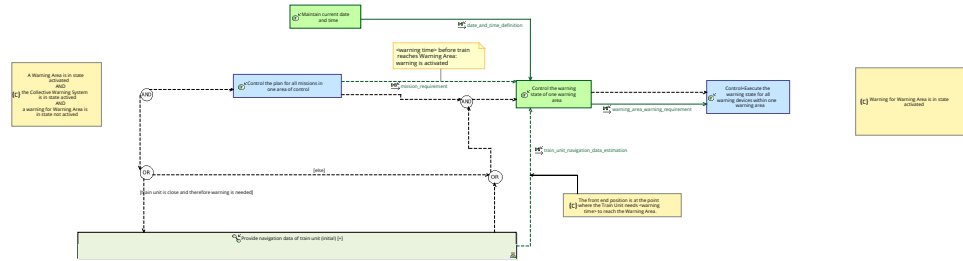 Maintain current date
and time
date_and_time_definition
<warning time> before train
reaches Warning Area:
warning is activated
A Warning Area is in state
activated
AND
the Collective Warning System
is in state activated
AND
a warning for Warning Area is
in state not actived
{c}
AND
Control the plan for all missions in
one area of control
mission_requirement
AND
Control the warning
state of one warning
area
warning_area_warning_requirement
Control+Execute the
warning state for all
warning devices within one
warning area
{c} Warning for Warning Area is in state
activated
train_unit_navigation_data_estimation
OR
[else]
OR
[train unit is close and therefore warning is needed]
{c} The front end position is at the point
where the Train Unit needs <warning
time>to reach the Warning Area.
Provide navigation data of train unit (initial) [+]